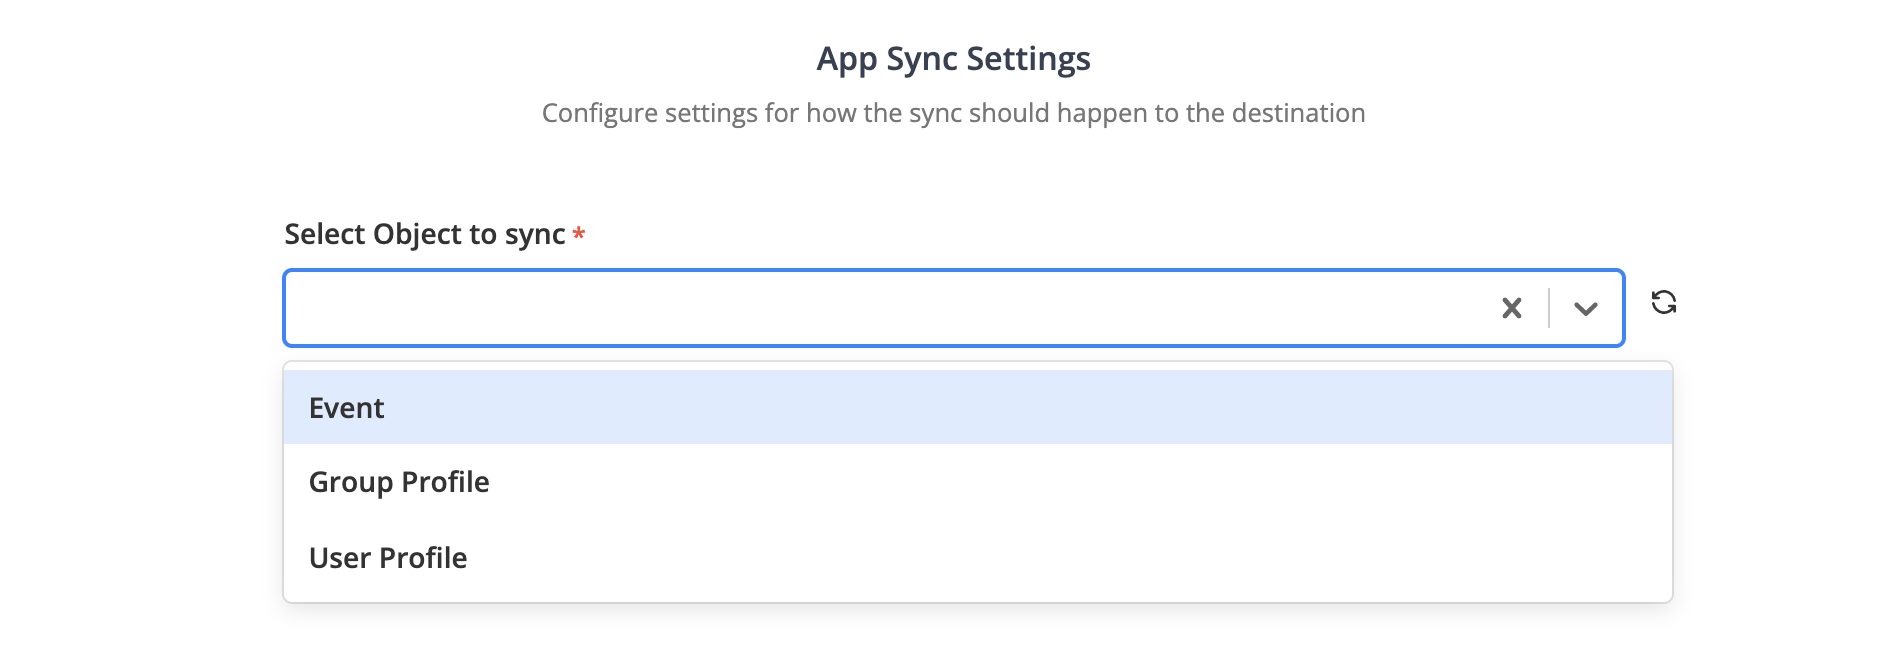 App Sync Settings
Configure settings for how the sync should happen to the destination
Select Object to sync *
Event
Group Profile
User Profile